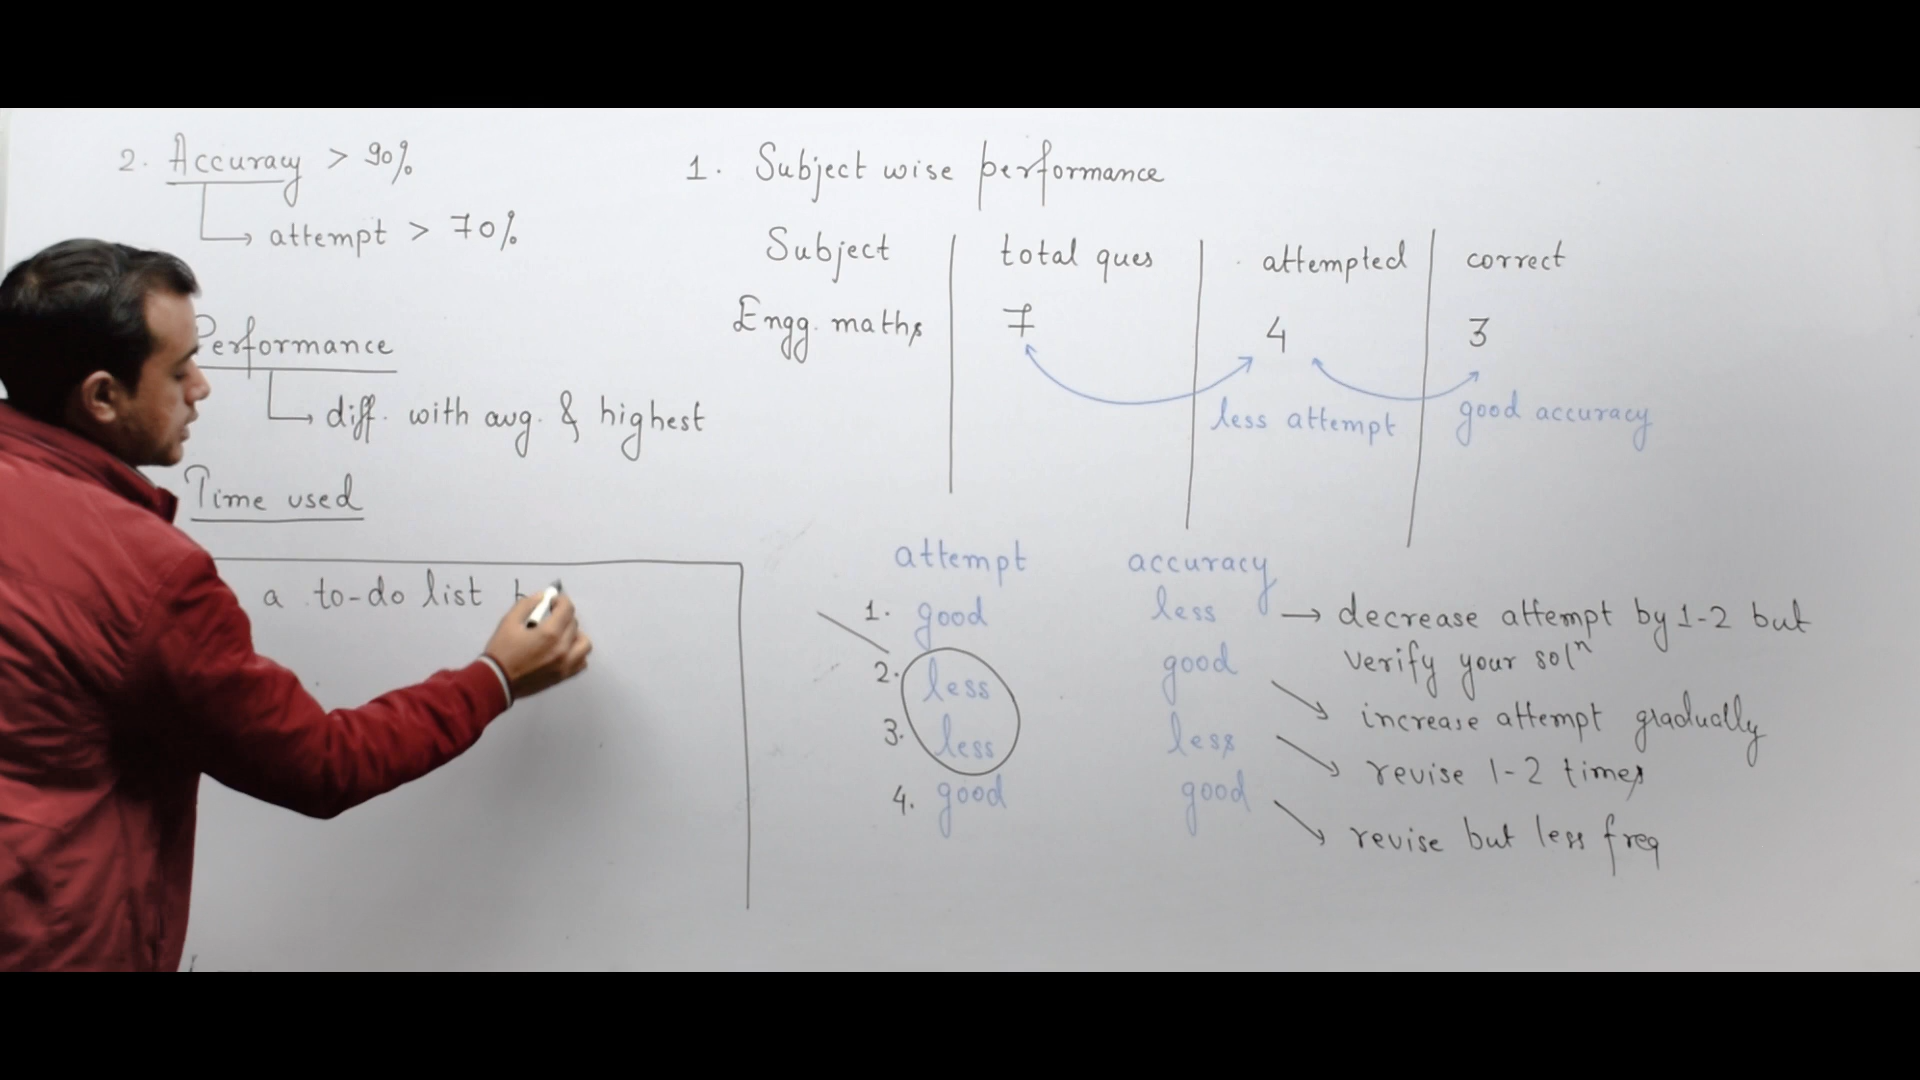 2. Accuracy > 90%
attempt > 70%
Performance
diff. with avg. & highest
Time used
a to-do list
1. Subject wise performance
Subject total ques attempted correct
Engg. maths 7 4 3
less attempt good accuracy
attempt accuracy
1. good less → decrease attempt by 1-2 but
verify your solⁿ
2. less good increase attempt gradually
3. less less revise 1-2 times
4. good good revise but less freq